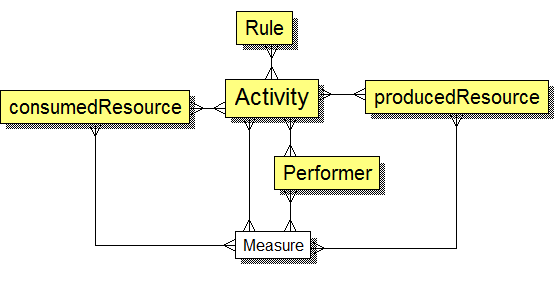 Rule
consumedResource
Activity
producedResource
Performer
Measure